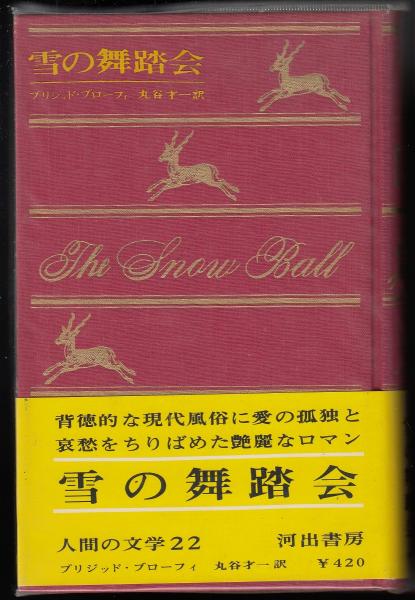 雪の舞踏会
ブリジッド・ブローフィ 丸谷才一訳
The Snow Ball
背徳的な現代風俗に愛の孤独と
哀愁をちりばめた艶麗なロマン
雪の舞踏会
人間の文学22 河出書房
ブリジッド・ブローフィ 丸谷才一訳 ¥420